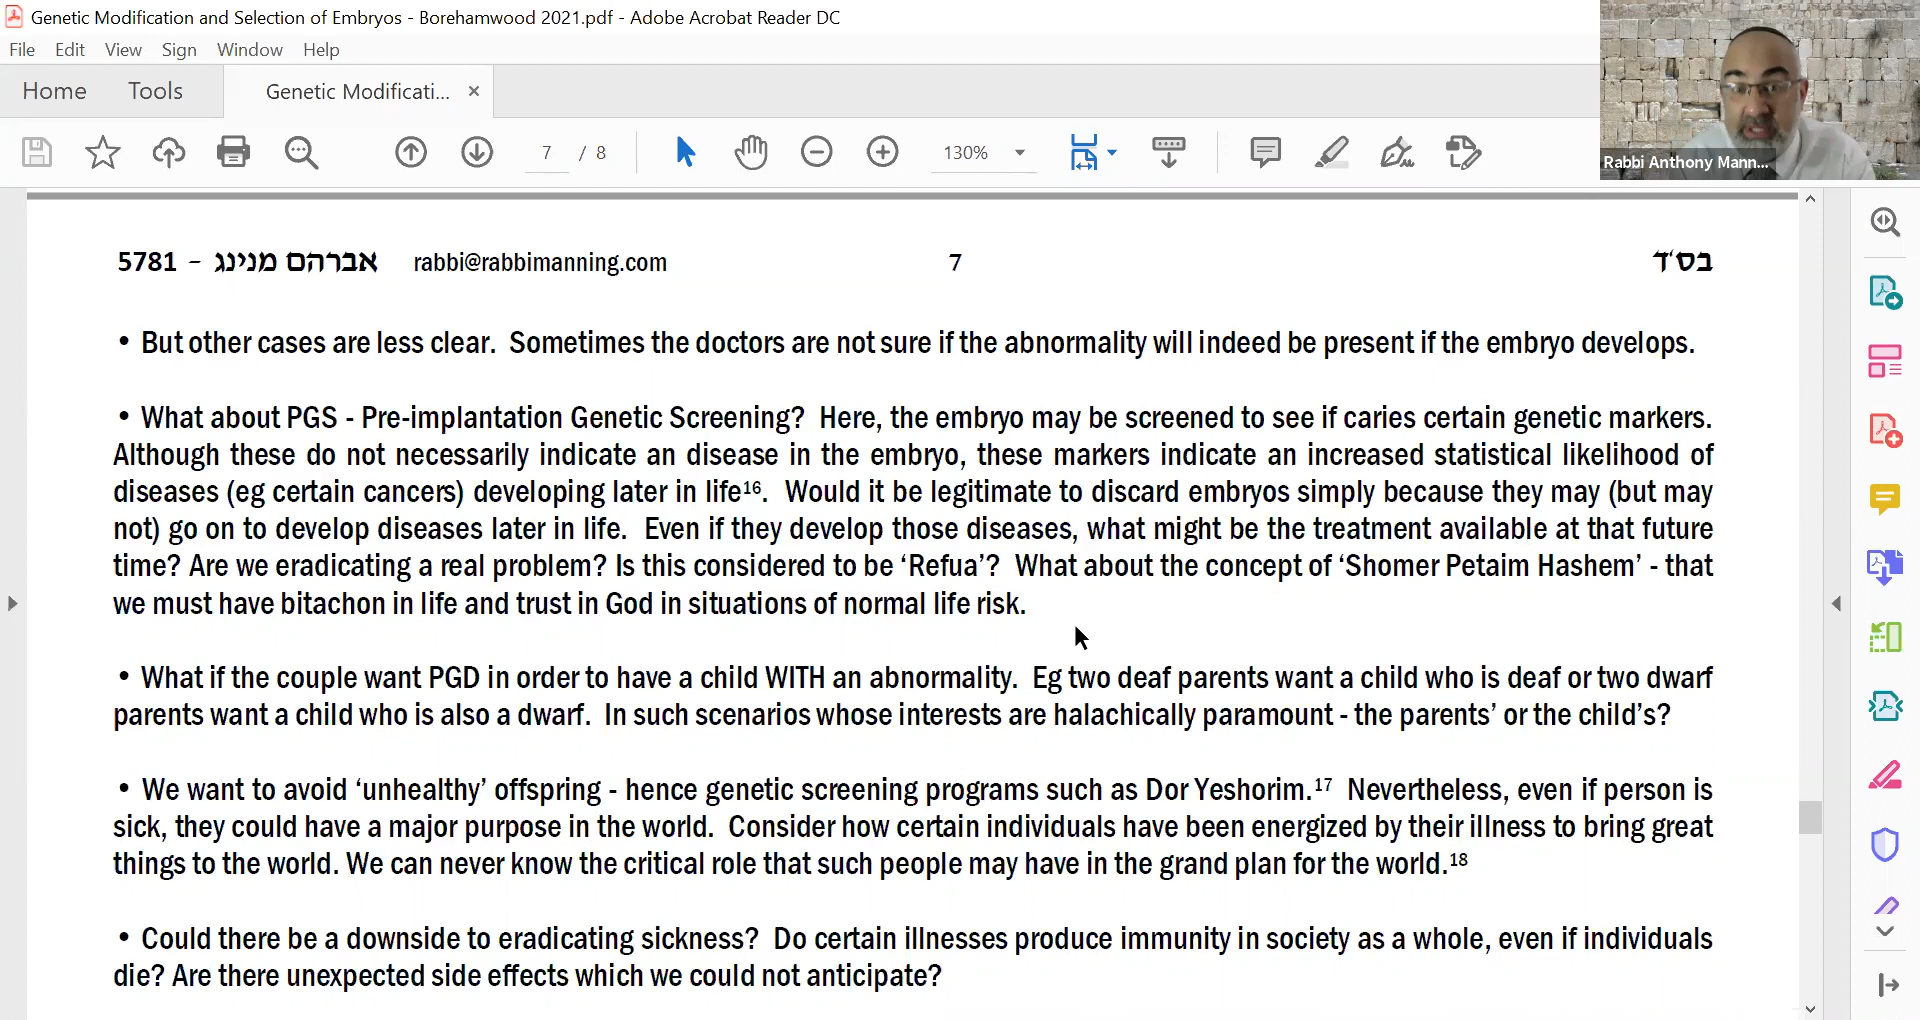 Genetic Modification and Selection of Embryos - Borehamwood 2021.pdf - Adobe Acrobat Reader DC
File Edit View Sign Window Help
Home Tools Genetic Modificati... ×
7 / 8 130%
Rabbi Anthony Mann...
5781 - אברהם מנינג rabbi@rabbimanning.com 7 בס'ד
• But other cases are less clear. Sometimes the doctors are not sure if the abnormality will indeed be present if the embryo develops.
• What about PGS - Pre-implantation Genetic Screening? Here, the embryo may be screened to see if caries certain genetic markers.
Although these do not necessarily indicate an disease in the embryo, these markers indicate an increased statistical likelihood of
diseases (eg certain cancers) developing later in life16. Would it be legitimate to discard embryos simply because they may (but may
not) go on to develop diseases later in life. Even if they develop those diseases, what might be the treatment available at that future
time? Are we eradicating a real problem? Is this considered to be ‘Refua’? What about the concept of ‘Shomer Petaim Hashem’ - that
we must have bitachon in life and trust in God in situations of normal life risk.
• What if the couple want PGD in order to have a child WITH an abnormality. Eg two deaf parents want a child who is deaf or two dwarf
parents want a child who is also a dwarf. In such scenarios whose interests are halachically paramount - the parents’ or the child’s?
• We want to avoid ‘unhealthy’ offspring - hence genetic screening programs such as Dor Yeshorim.17 Nevertheless, even if person is
sick, they could have a major purpose in the world. Consider how certain individuals have been energized by their illness to bring great
things to the world. We can never know the critical role that such people may have in the grand plan for the world.18
• Could there be a downside to eradicating sickness? Do certain illnesses produce immunity in society as a whole, even if individuals
die? Are there unexpected side effects which we could not anticipate?